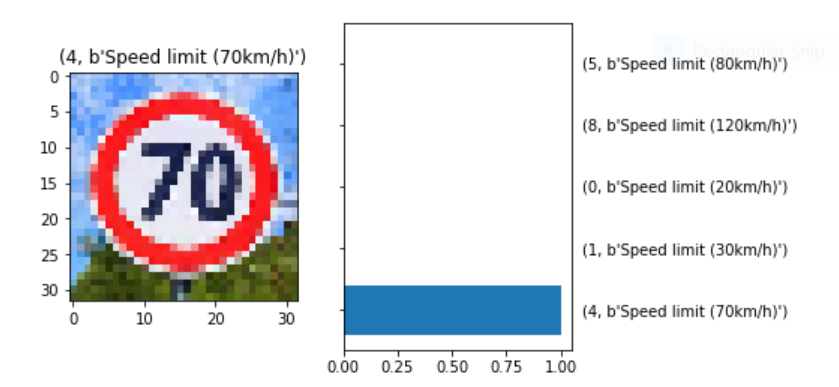 (4, b'Speed limit (70km/h)')
0
5
10
15
20
25
30
0 10 20 30
70
(5, b'Speed limit (80km/h)')
(8, b'Speed limit (120km/h)')
(0, b'Speed limit (20km/h)')
(1, b'Speed limit (30km/h)')
(4, b'Speed limit (70km/h)')
0.00 0.25 0.50 0.75 1.00
Rectangular Snip